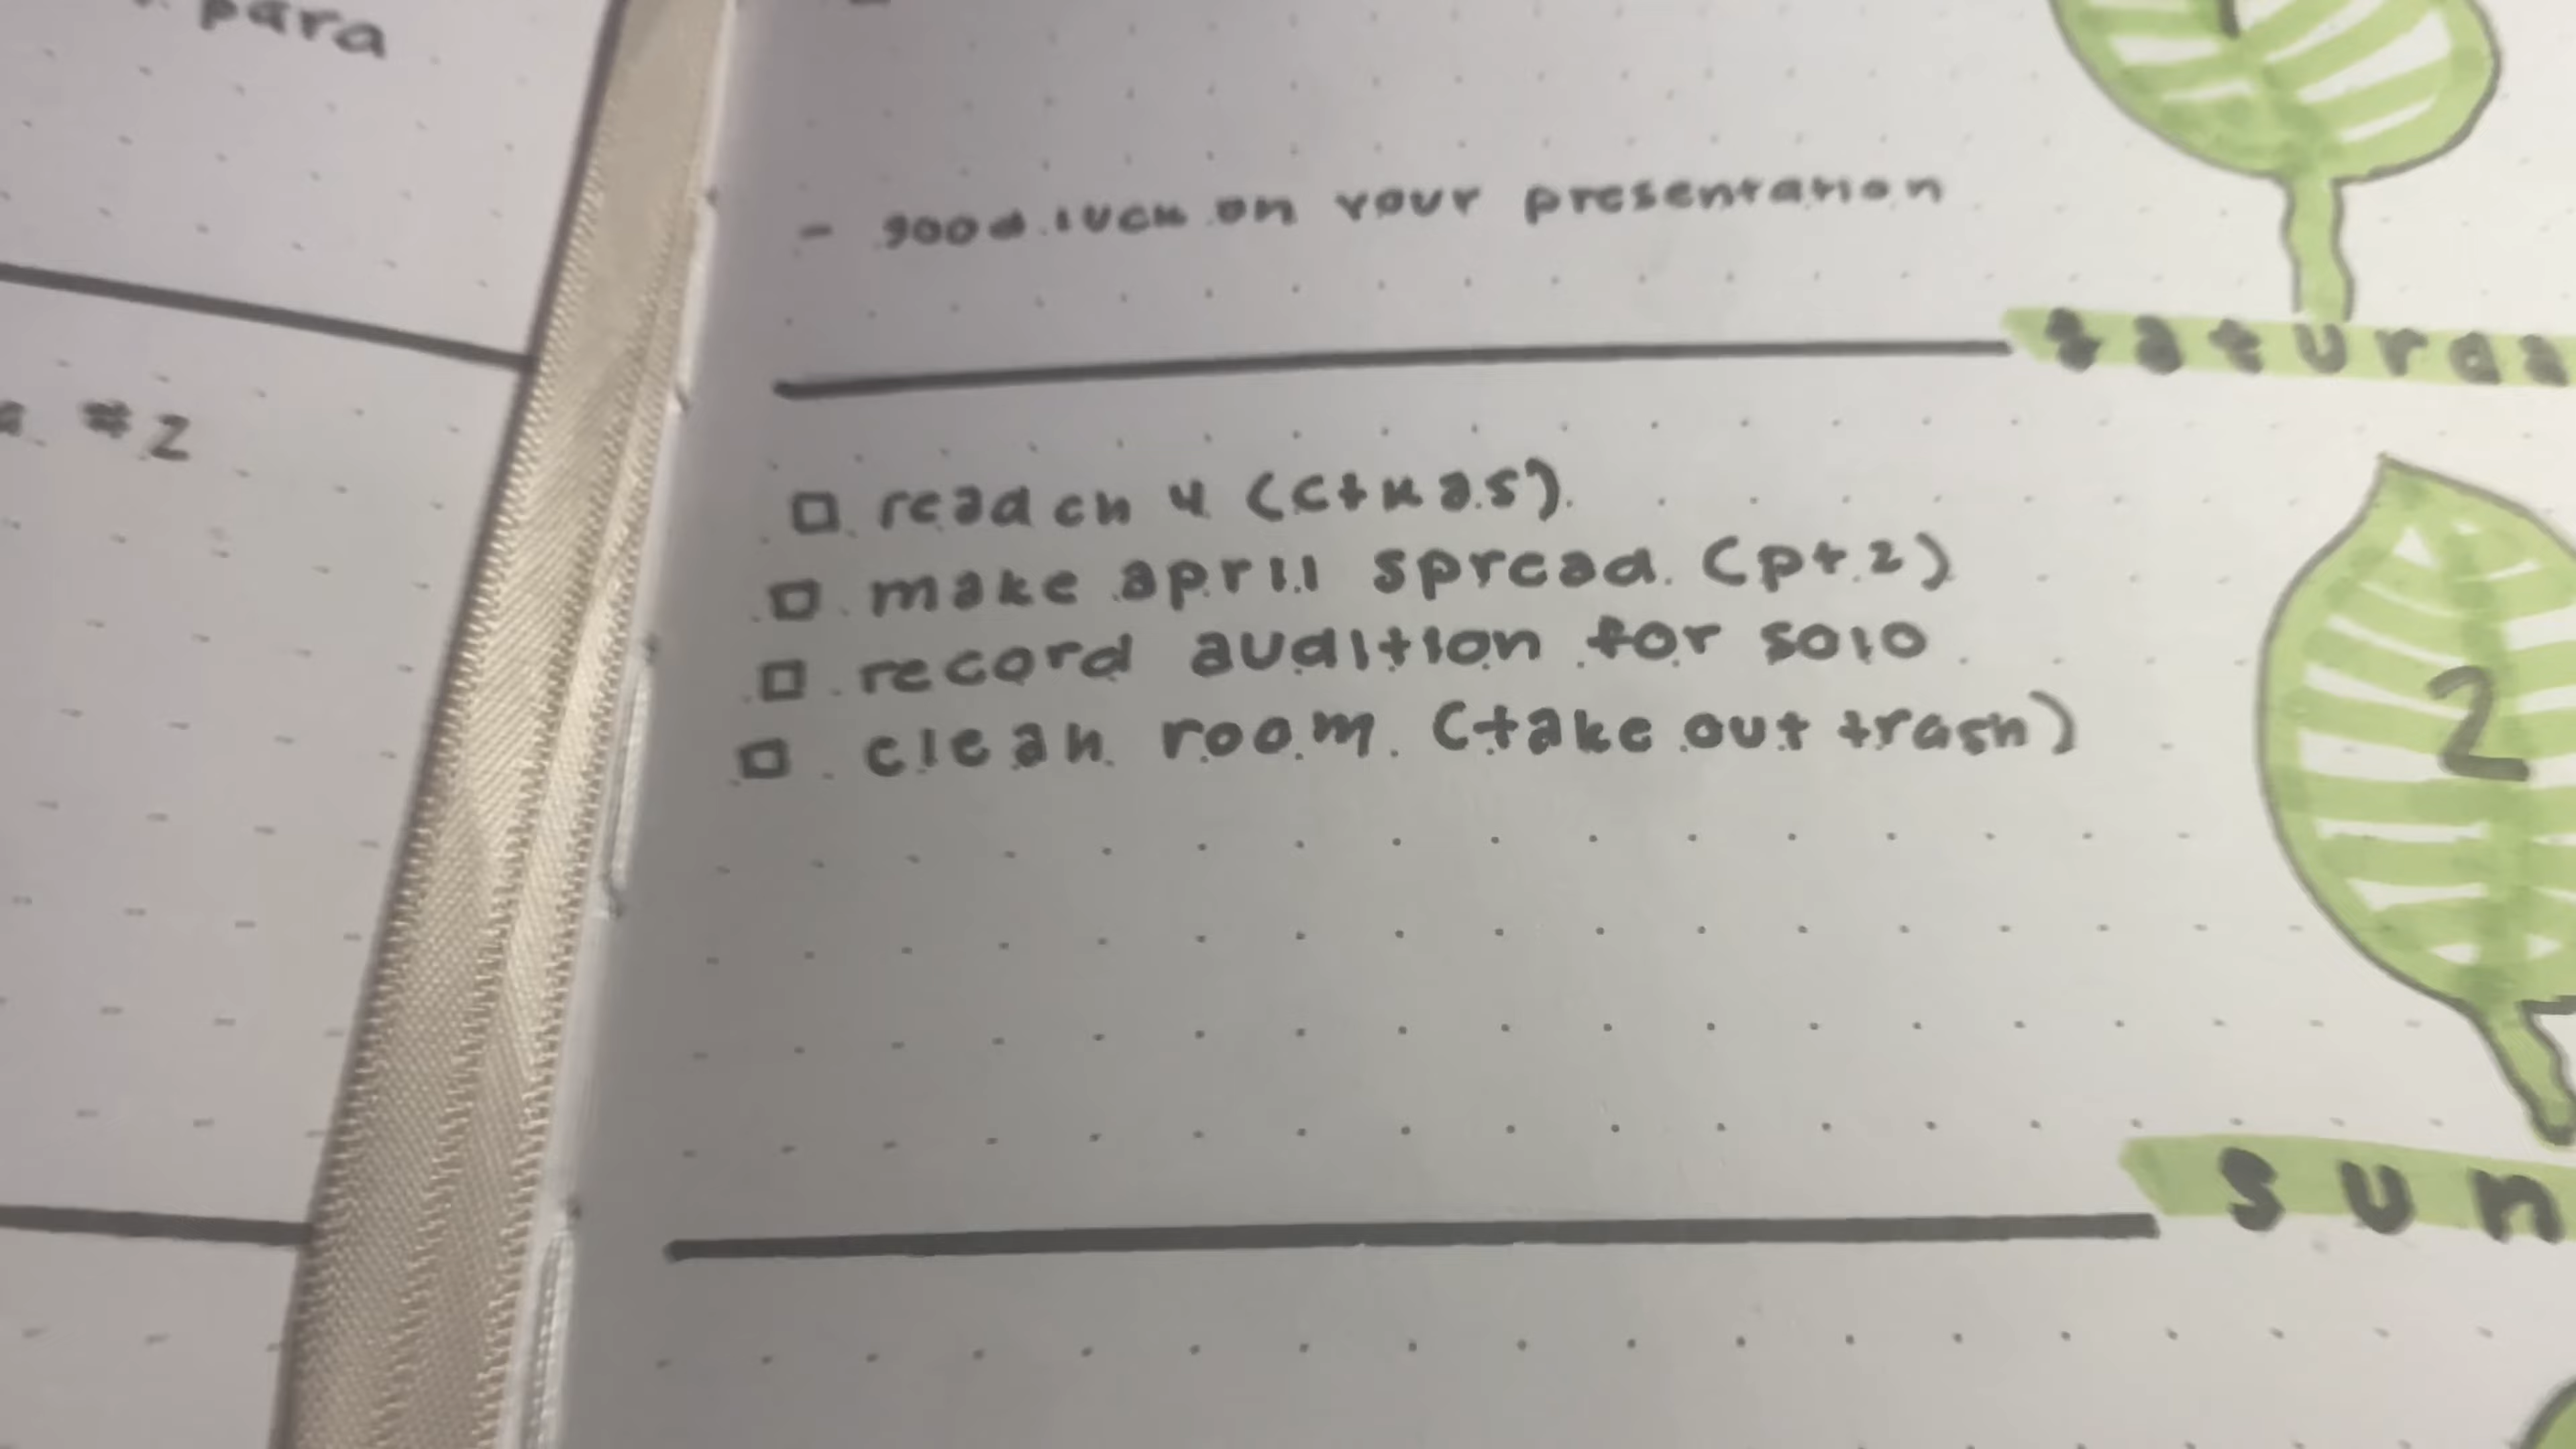 para
#2
- good luck on your presentation
saturda
□ read ch 4 (ctkas)
□ make april spread (pt.2)
□ record audition for solo
□ clean room (take out trash)
2
sun